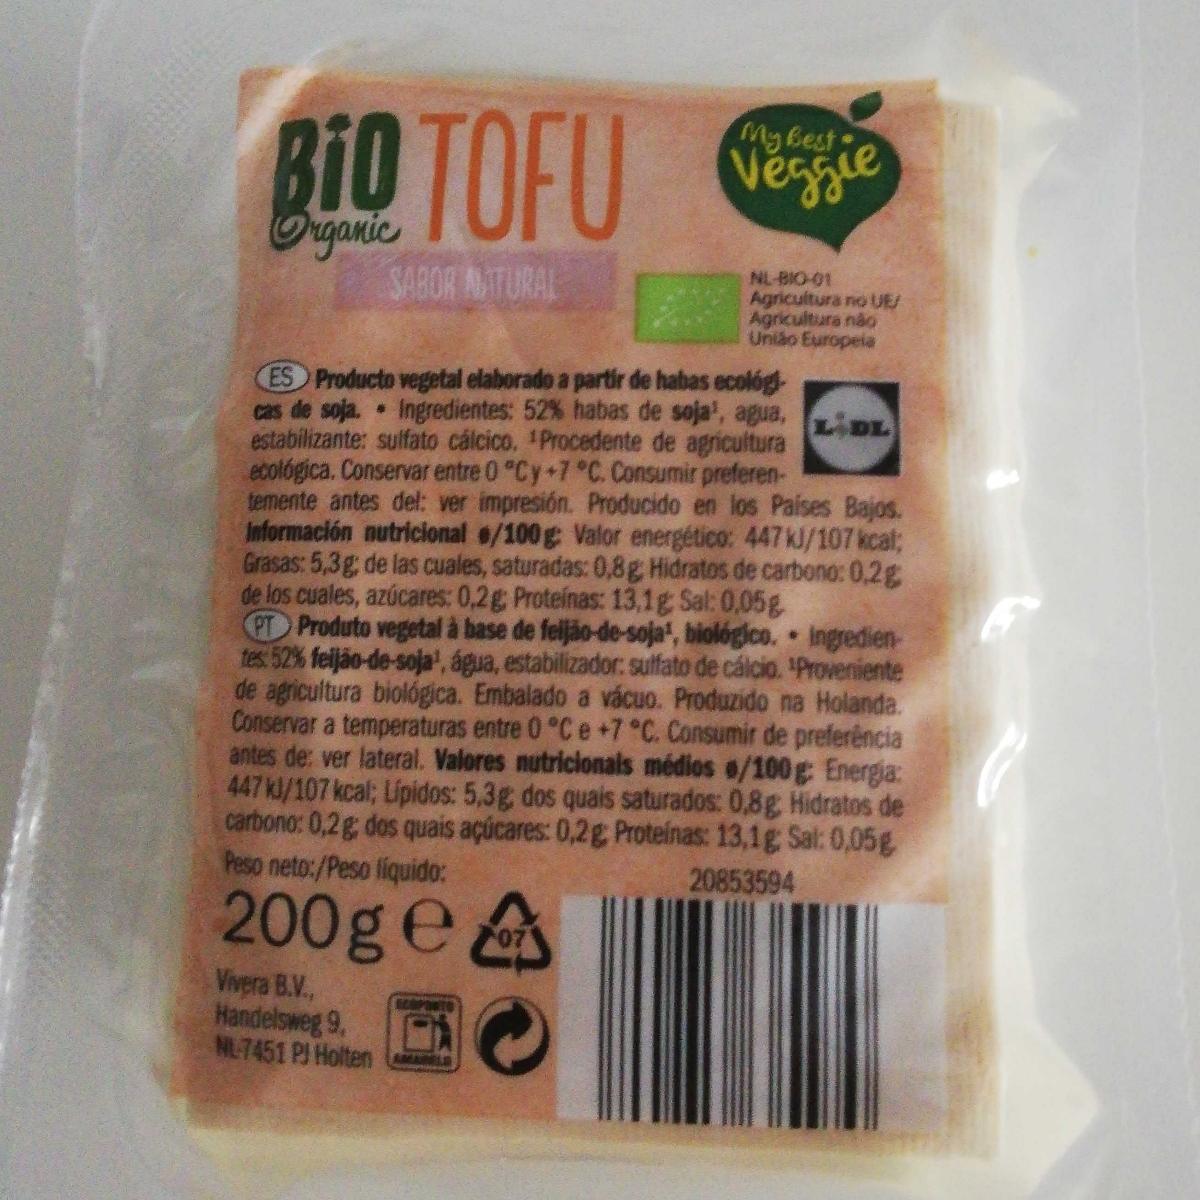 BiO TOFU
Organic
My Best
Veggie
SABOR NATURAL
NL-BIO-01
Agricultura no UE/
Agricultura não
União Europeia
ES Producto vegetal elaborado a partir de habas ecológi-
cas de soja. • Ingredientes: 52% habas de soja¹, agua,
estabilizante: sulfato cálcico. ¹Procedente de agricultura
ecológica. Conservar entre 0 °C y +7 °C. Consumir preferen-
temente antes del: ver impresión. Producido en los Países Bajos.
LIDL
Información nutricional ø/100 g: Valor energético: 447 kJ/107 kcal;
Grasas: 5,3 g; de las cuales, saturadas: 0,8 g; Hidratos de carbono: 0,2 g;
de los cuales, azúcares: 0,2 g; Proteínas: 13,1 g; Sal: 0,05 g.
PT Produto vegetal à base de feijão-de-soja¹, biológico. • Ingredien-
tes: 52% feijão-de-soja¹, água, estabilizador: sulfato de cálcio. ¹Proveniente
de agricultura biológica. Embalado a vácuo. Produzido na Holanda.
Conservar a temperaturas entre 0 °C e +7 °C. Consumir de preferência
antes de: ver lateral. Valores nutricionais médios ø/100 g: Energia:
447 kJ/107 kcal; Lípidos: 5,3 g; dos quais saturados: 0,8 g; Hidratos de
carbono: 0,2 g; dos quais açúcares: 0,2 g; Proteínas: 13,1 g; Sal: 0,05 g.
Peso neto:/Peso líquido:
200 g e
07
20853594
Vivera B.V.,
Handelsweg 9,
NL-7451 PJ Holten
ECOPONTO
AMARELO